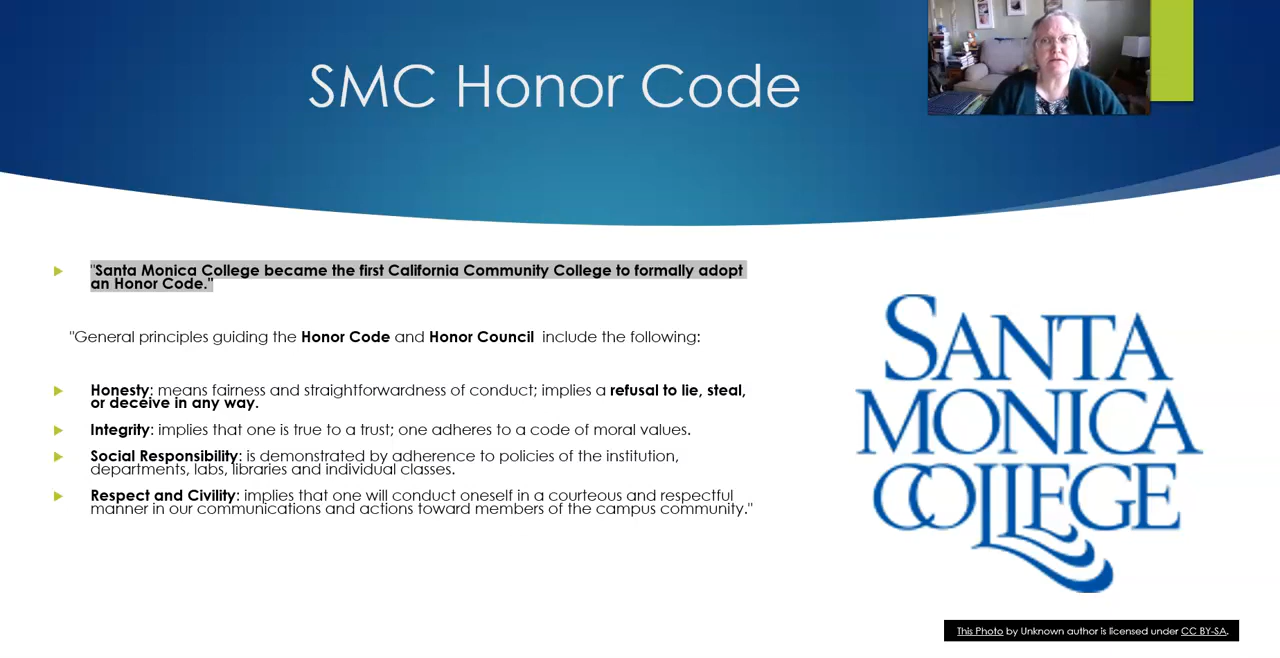 SMC Honor Code
"Santa Monica College became the first California Community College to formally adopt
an Honor Code."
"General principles guiding the Honor Code and Honor Council include the following:
Honesty: means fairness and straightforwardness of conduct; implies a refusal to lie, steal,
or deceive in any way.
Integrity: implies that one is true to a trust; one adheres to a code of moral values.
Social Responsibility: is demonstrated by adherence to policies of the institution,
departments, labs, libraries and individual classes.
Respect and Civility: implies that one will conduct oneself in a courteous and respectful
manner in our communications and actions toward members of the campus community."
SANTA
MONICA
COLLEGE
This Photo by Unknown author is licensed under CC BY-SA.